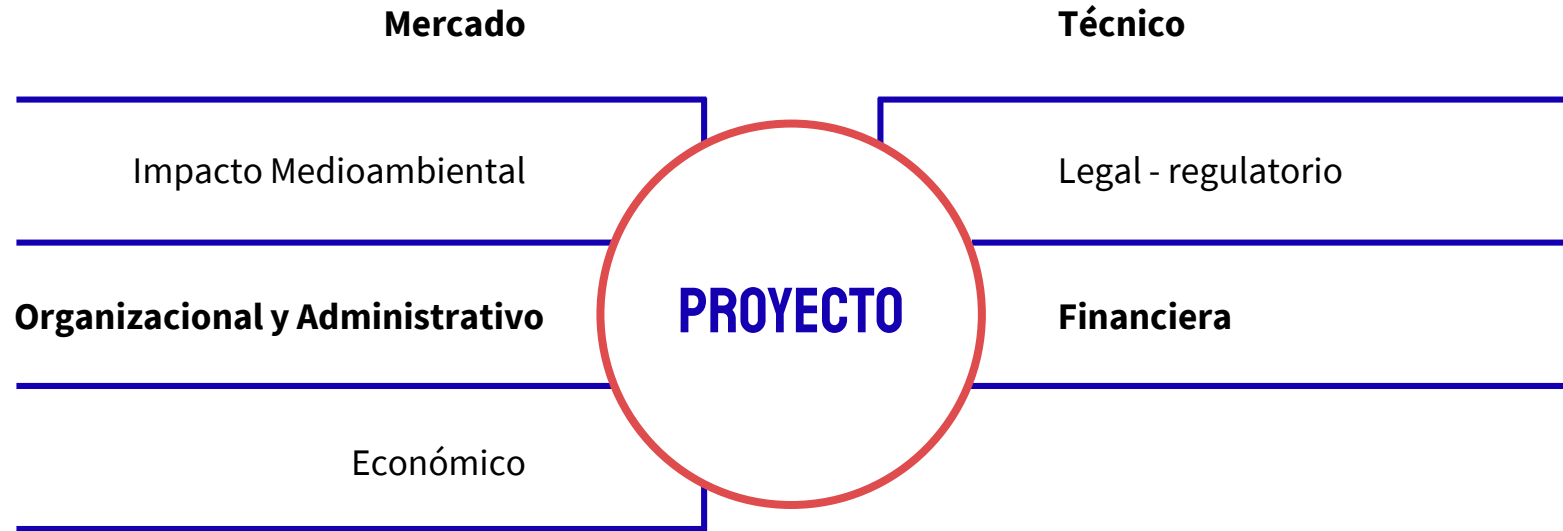 Mercado
Técnico
Impacto Medioambiental
Legal - regulatorio
Organizacional y Administrativo
PROYECTO
Financiera
Económico